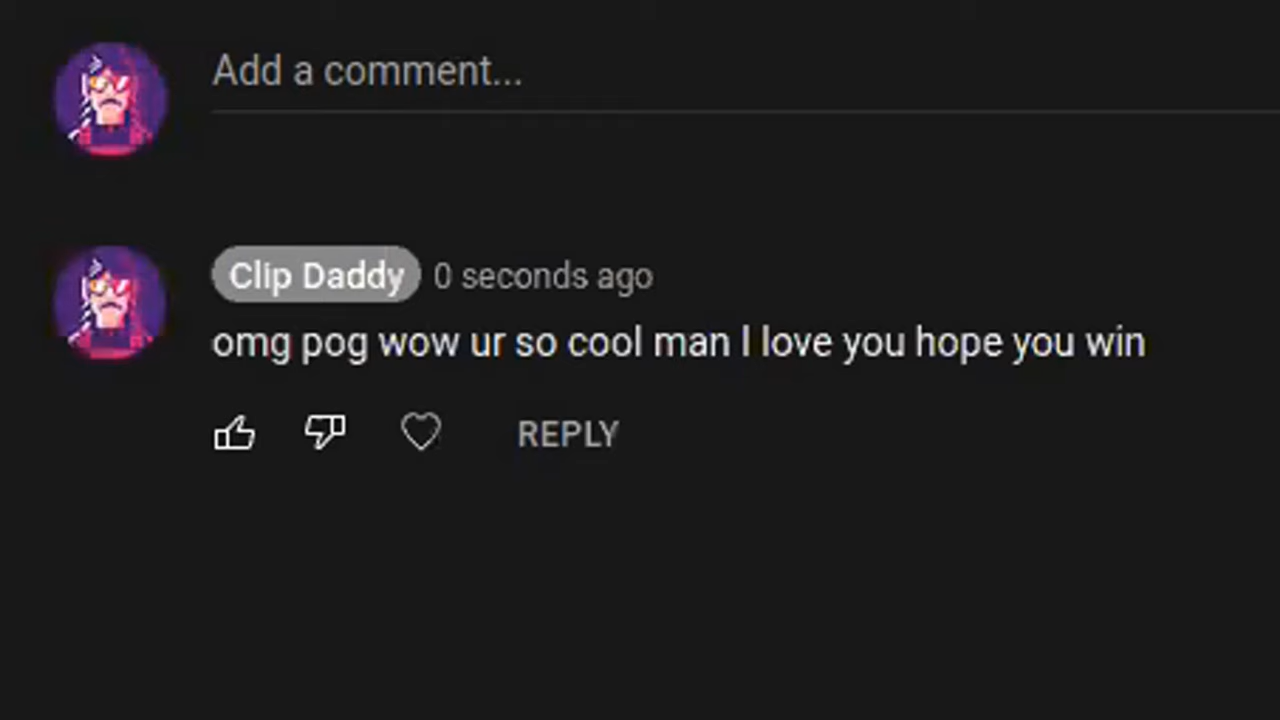 Add a comment...
Clip Daddy 0 seconds ago
omg pog wow ur so cool man I love you hope you win
REPLY